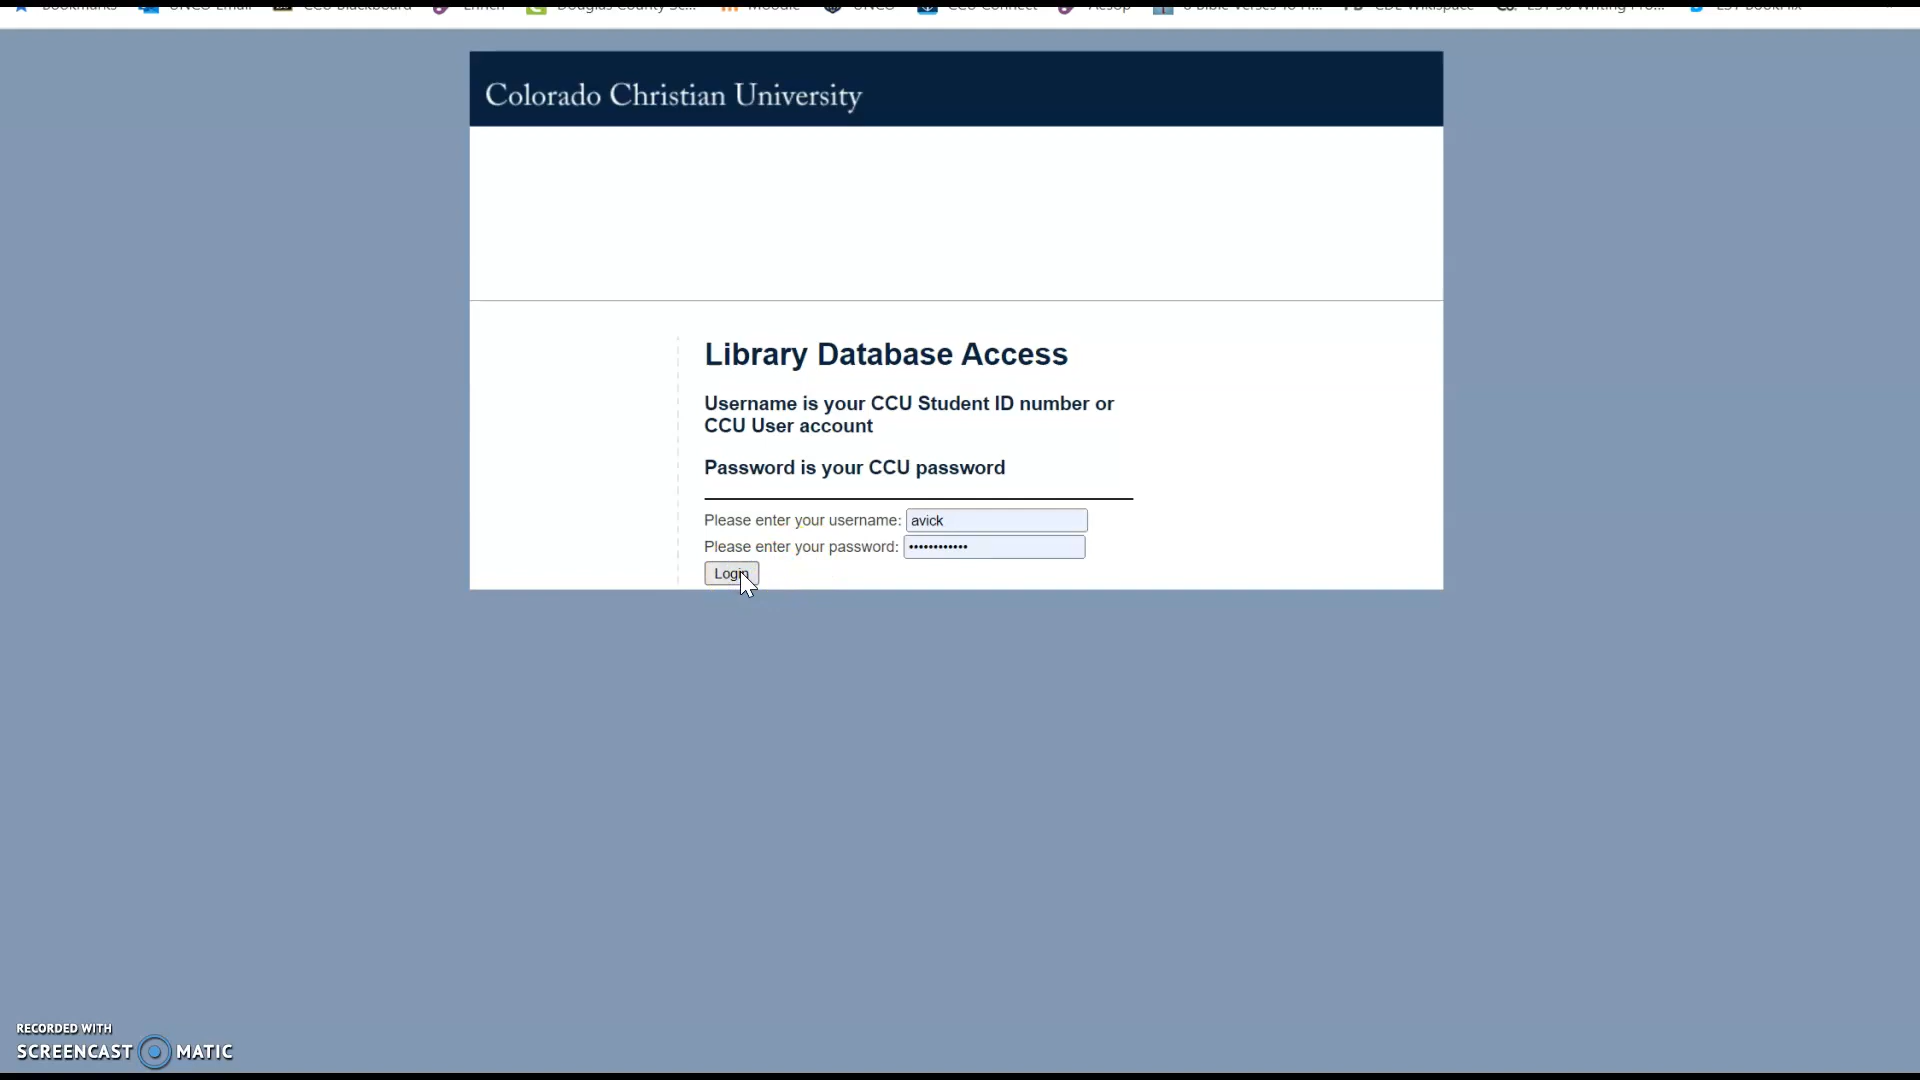 Colorado Christian University
Library Database Access
Username is your CCU Student ID number or
CCU User account
Password is your CCU password
Please enter your username: avick
Please enter your password: ••••••••••••
Login
RECORDED WITH
SCREENCAST MATIC